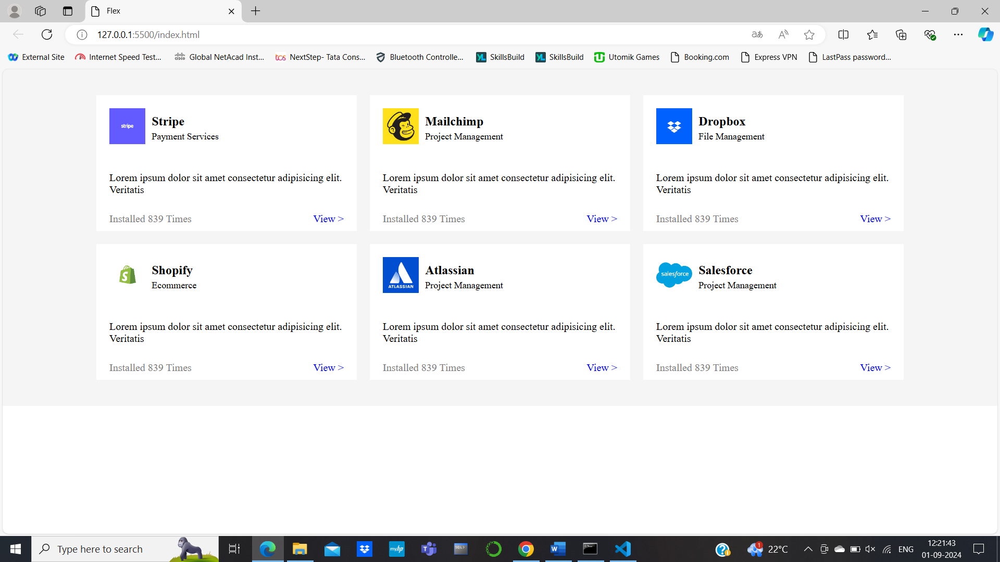 Flex
127.0.0.1:5500/index.html
External Site
Internet Speed Test...
Global NetAcad Inst...
NextStep- Tata Cons...
Bluetooth Controlle...
SkillsBuild
SkillsBuild
Utomik Games
Booking.com
Express VPN
LastPass password...
stripe
Stripe
Payment Services
Lorem ipsum dolor sit amet consectetur adipisicing elit.
Veritatis
Installed 839 Times
View >
Mailchimp
Project Management
Lorem ipsum dolor sit amet consectetur adipisicing elit.
Veritatis
Installed 839 Times
View >
Dropbox
File Management
Lorem ipsum dolor sit amet consectetur adipisicing elit.
Veritatis
Installed 839 Times
View >
Shopify
Ecommerce
Lorem ipsum dolor sit amet consectetur adipisicing elit.
Veritatis
Installed 839 Times
View >
ATLASSIAN
Atlassian
Project Management
Lorem ipsum dolor sit amet consectetur adipisicing elit.
Veritatis
Installed 839 Times
View >
salesforce
Salesforce
Project Management
Lorem ipsum dolor sit amet consectetur adipisicing elit.
Veritatis
Installed 839 Times
View >
Type here to search
myhp
SQL>
1
22°C
ENG
12:21:43
01-09-2024